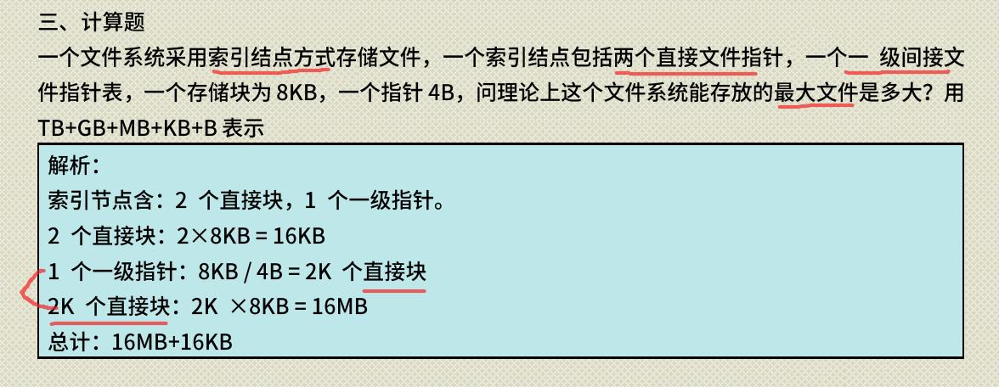 三、计算题
一个文件系统采用索引结点方式存储文件，一个索引结点包括两个直接文件指针，一个一 级间接文
件指针表，一个存储块为 8KB，一个指针 4B，问理论上这个文件系统能存放的最大文件是多大？用
TB+GB+MB+KB+B 表示
解析：
索引节点含：2 个直接块，1 个一级指针。
2 个直接块：2×8KB = 16KB
1 个一级指针：8KB / 4B = 2K 个直接块
2K 个直接块：2K ×8KB = 16MB
总计：16MB+16KB